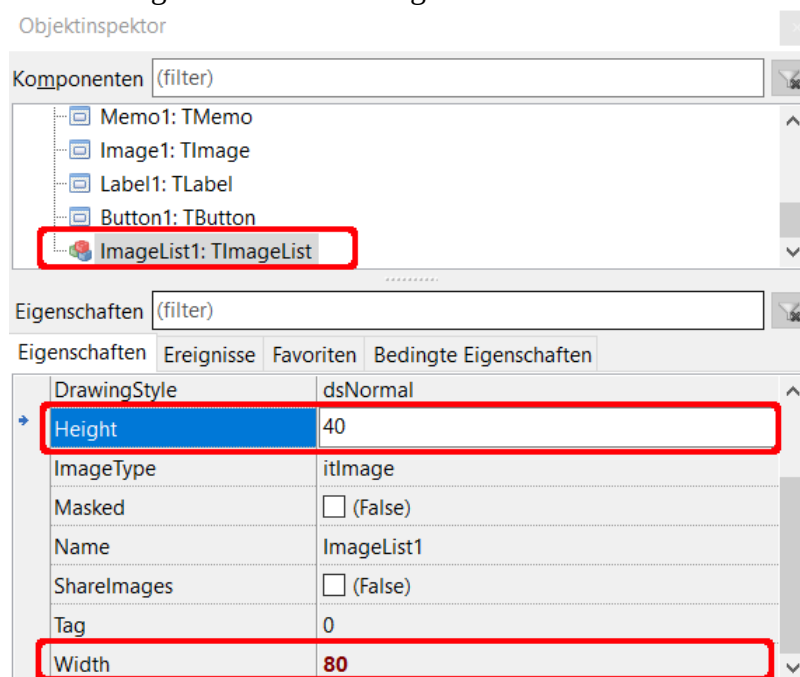 Objektinspektor
Komponenten (filter)
Memo1: TMemo
Image1: TImage
Label1: TLabel
Button1: TButton
ImageList1: TImageList
Eigenschaften (filter)
Eigenschaften Ereignisse Favoriten Bedingte Eigenschaften
DrawingStyle dsNormal
Height 40
ImageType itImage
Masked (False)
Name ImageList1
ShareImages (False)
Tag 0
Width 80